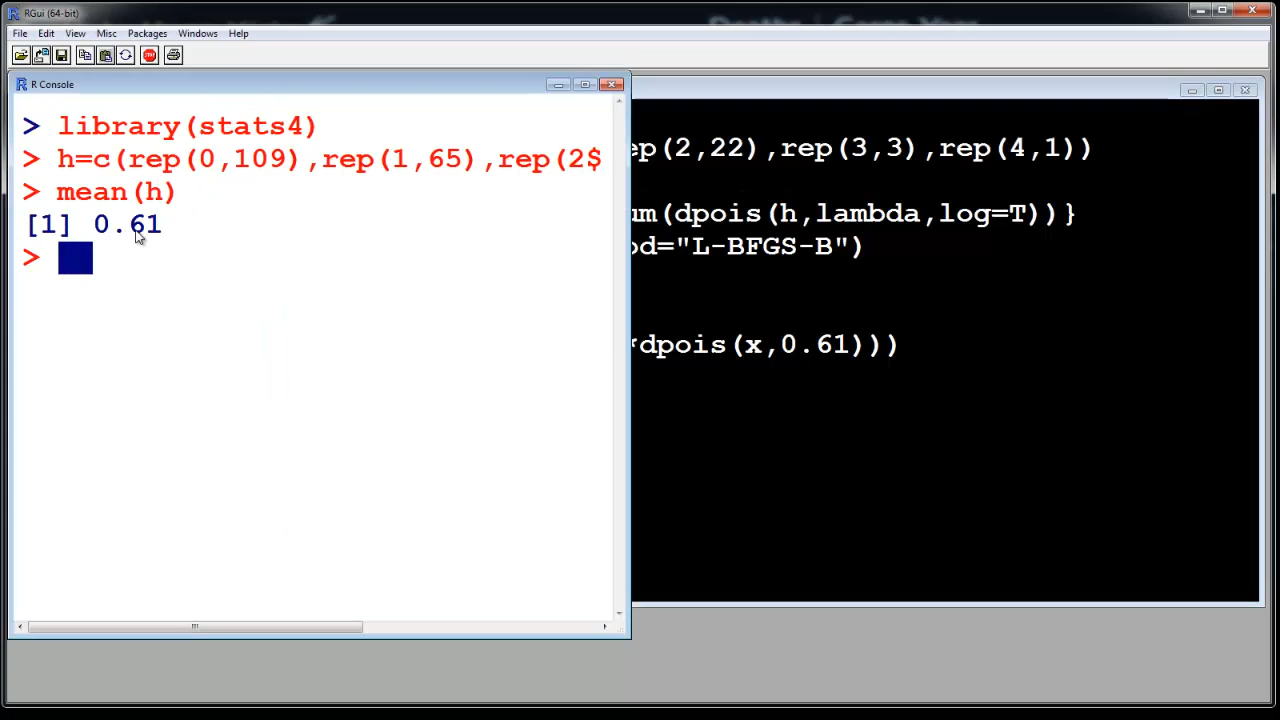 RGui (64-bit)
File Edit View Misc Packages Windows Help
STOP
R Console
> library(stats4)
> h=c(rep(0,109),rep(1,65),rep(2$
> mean(h)
[1] 0.61
>
ep(2,22),rep(3,3),rep(4,1))
um(dpois(h,lambda,log=T))}
od="L-BFGS-B")
*dpois(x,0.61)))